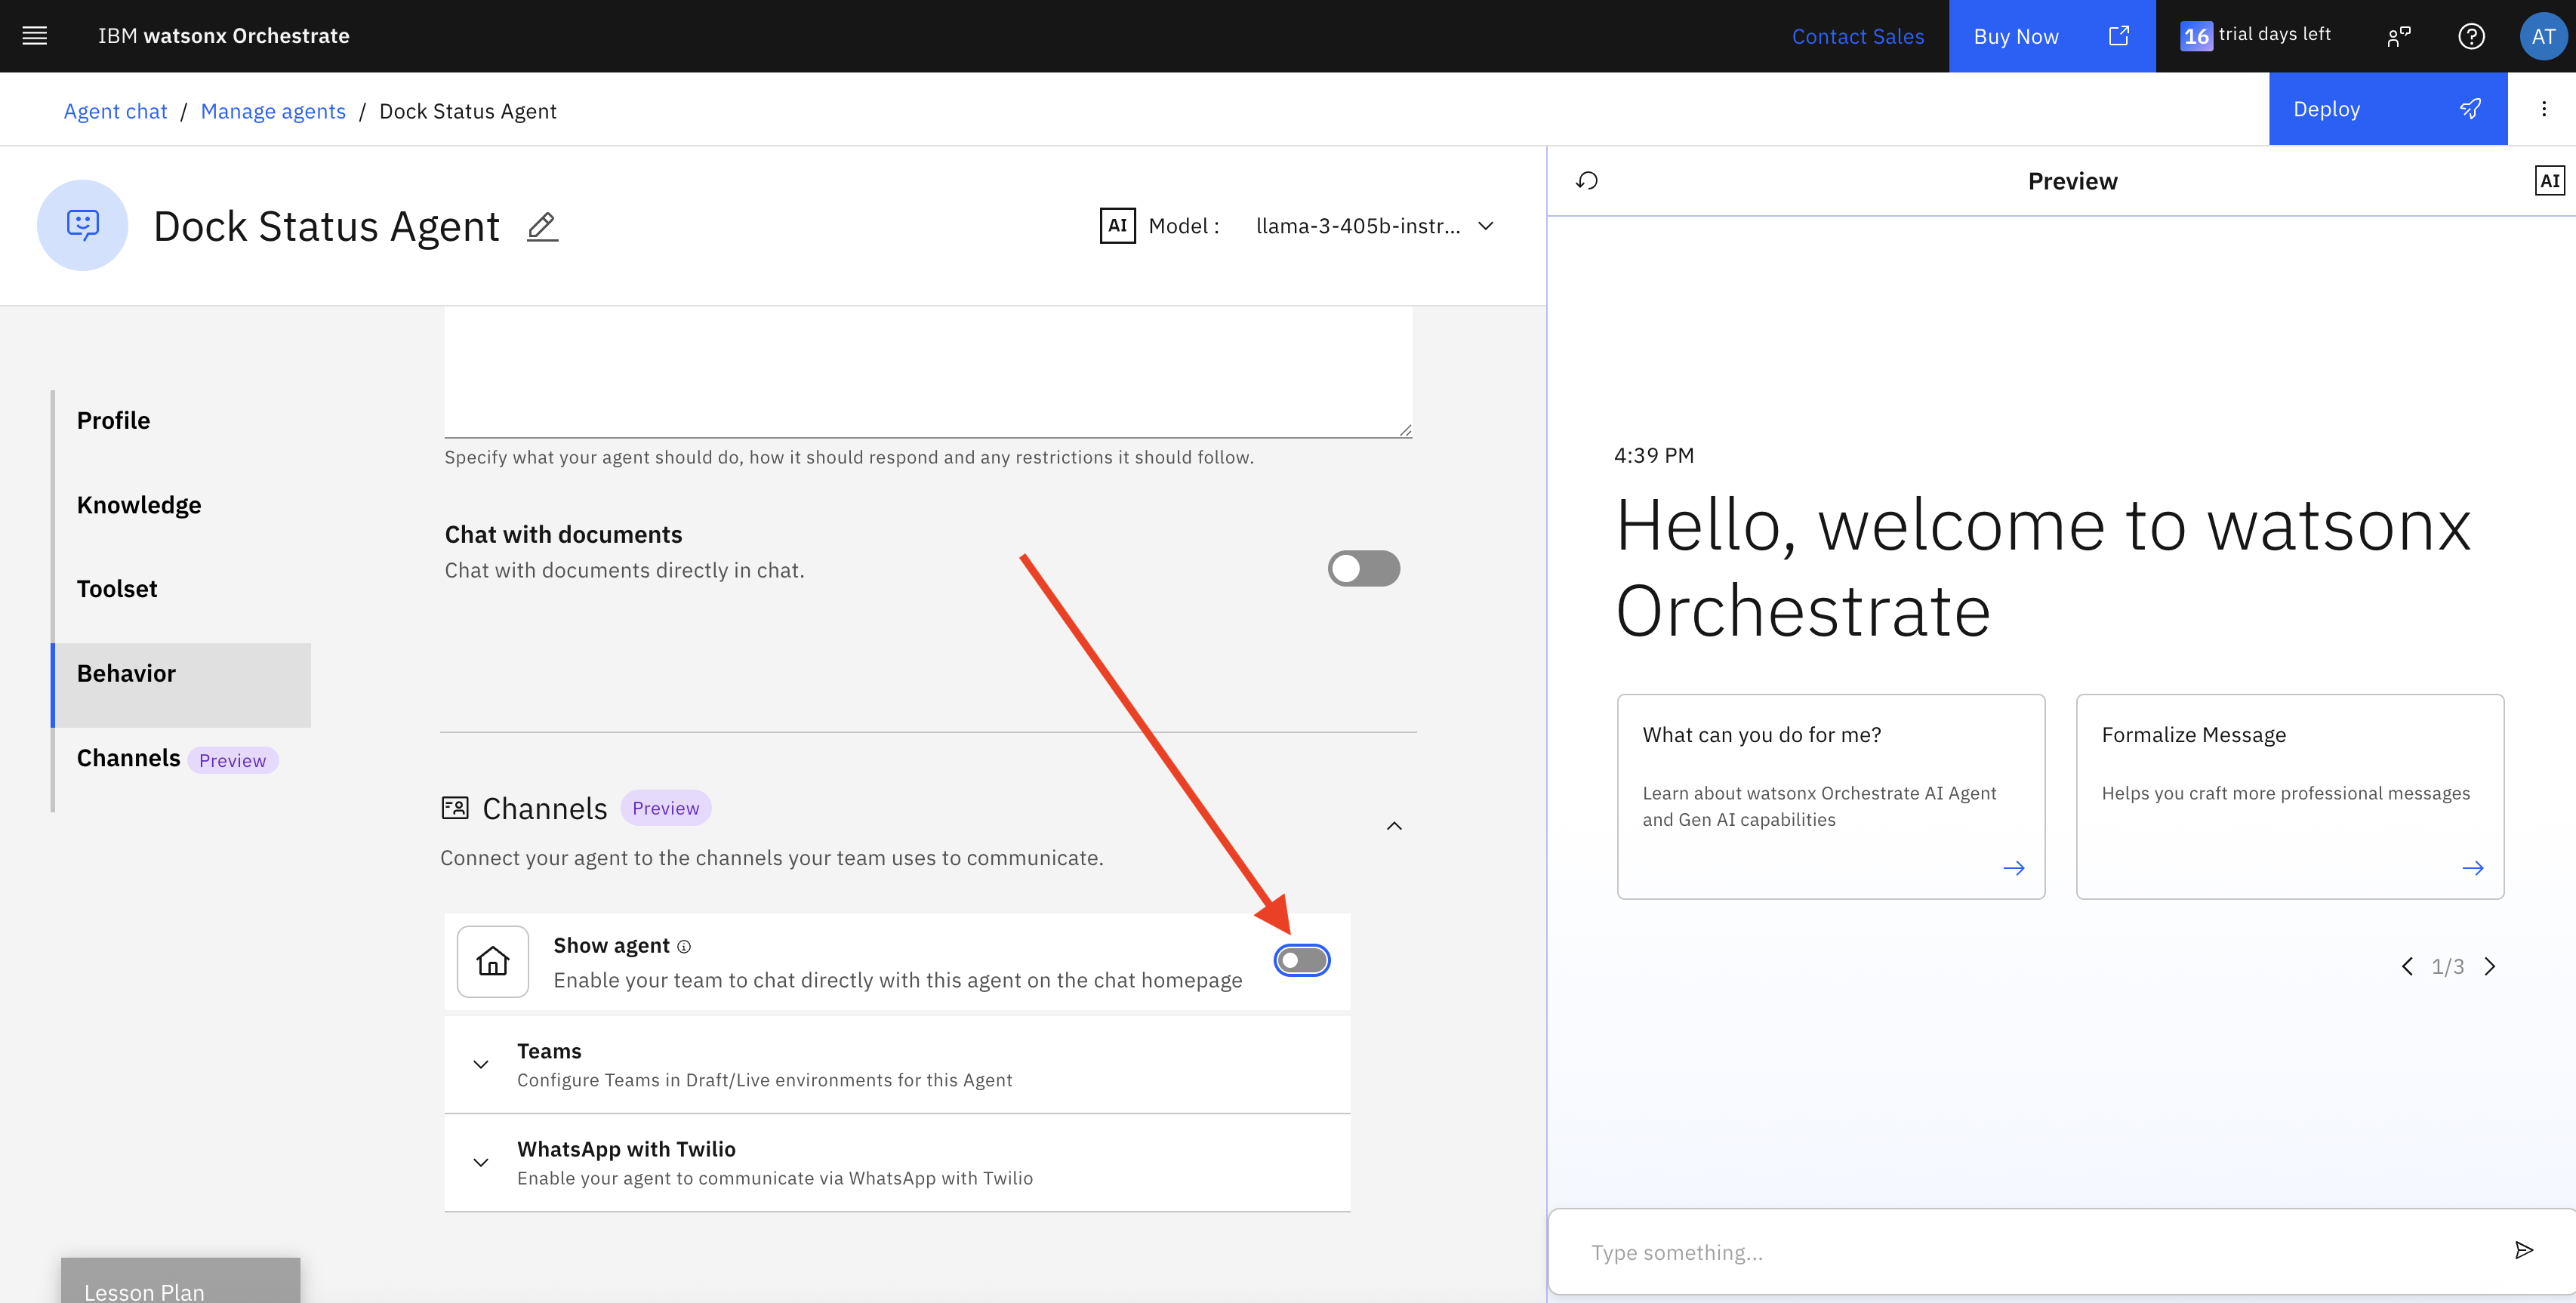 IBM watsonx Orchestrate
Contact Sales
Buy Now
16 trial days left
AT
Agent chat / Manage agents / Dock Status Agent
Deploy
Dock Status Agent
AI Model : llama-3-405b-instr...
Preview
AI
Profile
Knowledge
Toolset
Behavior
Channels Preview
Specify what your agent should do, how it should respond and any restrictions it should follow.
Chat with documents
Chat with documents directly in chat.
Channels Preview
Connect your agent to the channels your team uses to communicate.
Show agent
Enable your team to chat directly with this agent on the chat homepage
Teams
Configure Teams in Draft/Live environments for this Agent
WhatsApp with Twilio
Enable your agent to communicate via WhatsApp with Twilio
Lesson Plan
4:39 PM
Hello, welcome to watsonx
Orchestrate
What can you do for me?
Learn about watsonx Orchestrate AI Agent
and Gen AI capabilities
Formalize Message
Helps you craft more professional messages
1/3
Type something...